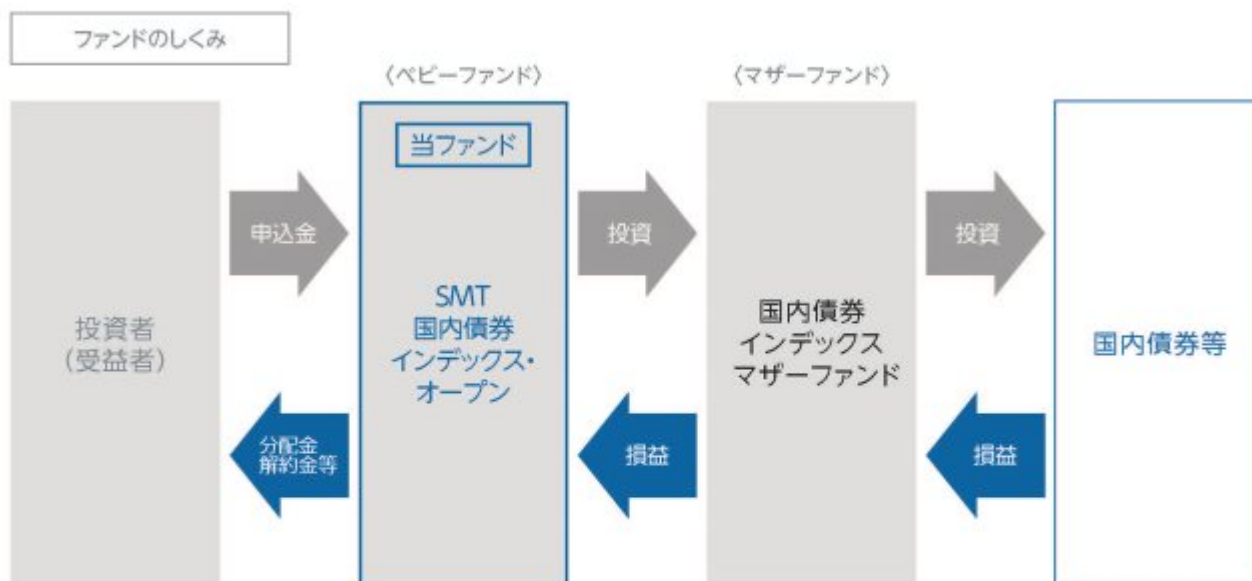 ファンドのしくみ
〈ベビーファンド〉
〈マザーファンド〉
投資者
(受益者)
申込金
分配金
解約金等
当ファンド
SMT
国内債券
インデックス・
オープン
投資
損益
国内債券
インデックス
マザーファンド
投資
損益
国内債券等